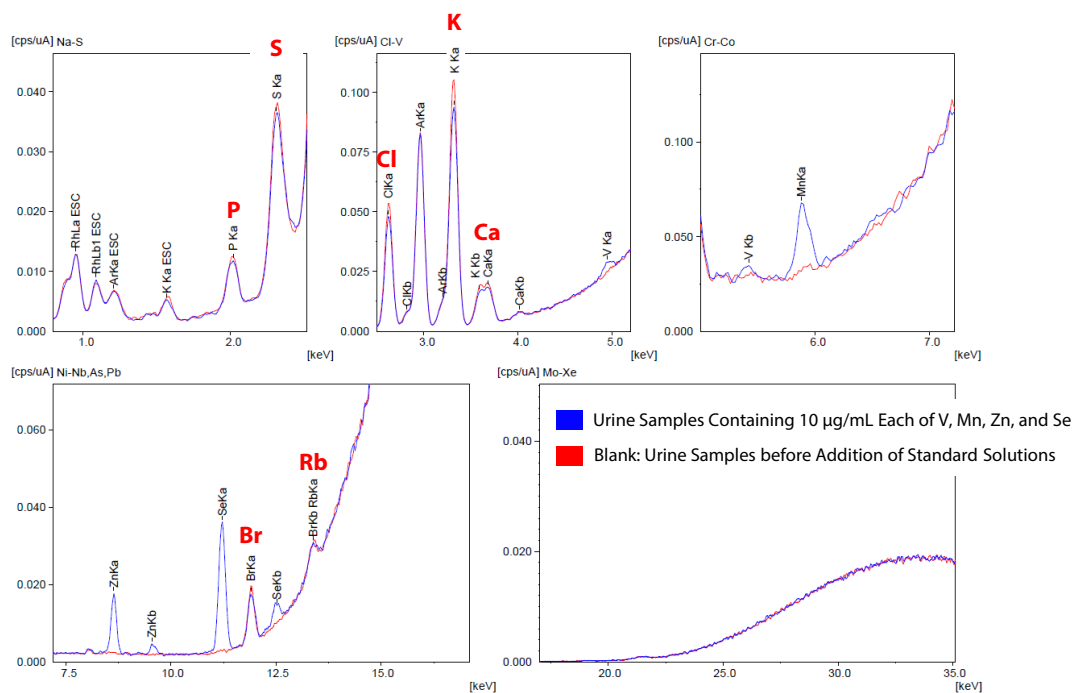 [cps/uA] Na-S
S
0.040
0.030
0.020
0.010
0.000
RhLa ESC
RhLb1 ESC
ArKa ESC
K Ka ESC
P
P Ka
S Ka
1.0
2.0
[keV]
[cps/uA] Cl-V
K
0.100
0.075
0.050
0.025
0.000
Cl
ClKa
ClKb
ArKa
ArKb
K Ka
Ca
K Kb
CaKa
CaKb
V Ka
3.0
4.0
5.0
[keV]
[cps/uA] Cr-Co
0.100
0.050
0.000
V Kb
MnKa
6.0
7.0
[keV]
[cps/uA] Ni-Nb,As,Pb
0.060
0.040
0.020
0.000
ZnKa
ZnKb
SeKa
Br
BrKa
SeKb
Rb
BrKb RbKa
7.5
10.0
12.5
15.0
[keV]
[cps/uA] Mo-Xe
0.040
0.020
0.000
Urine Samples Containing 10 µg/mL Each of V, Mn, Zn, and Se
Blank: Urine Samples before Addition of Standard Solutions
20.0
25.0
30.0
35.0
[keV]